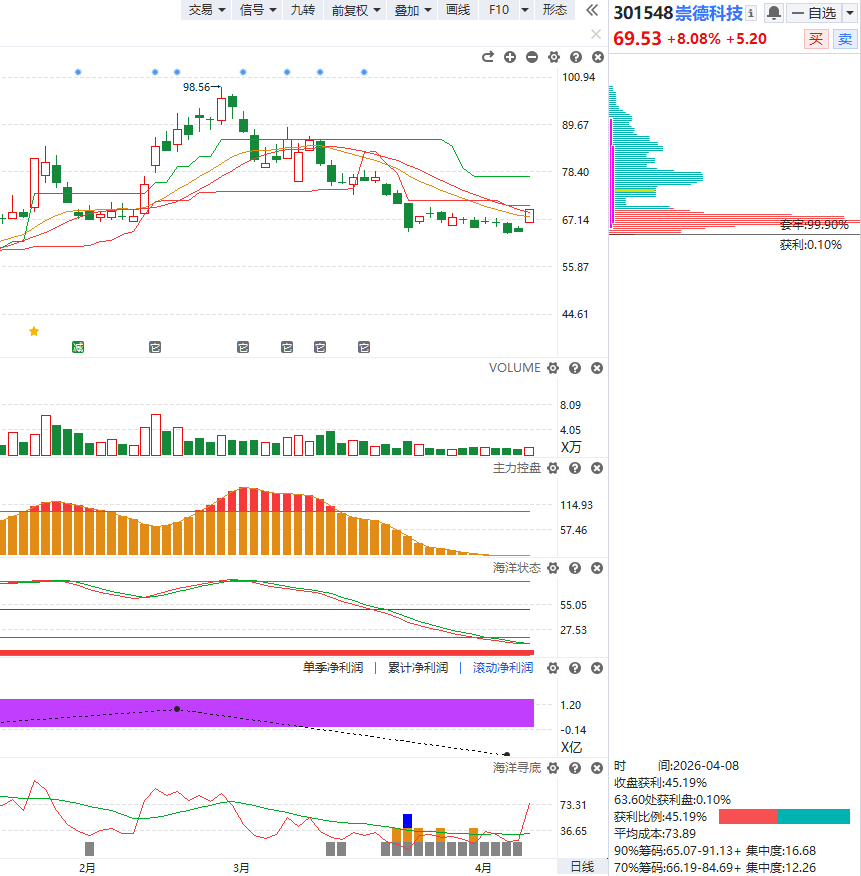 交易 信号 九转 前复权 叠加 画线 F10 形态
301548崇德科技 一 自选
69.53 +8.08% +5.20 买 卖
98.56
100.94
89.67
78.40
67.14
55.87
44.61
套牢:99.90%
获利:0.10%
减
VOLUME
8.09
4.05
X万
主力控盘
114.93
57.46
海洋状态
55.05
27.53
单季净利润 | 累计净利润 | 滚动净利润
1.20
-0.14
X亿
海洋寻底
73.31
36.65
2月 3月 4月 日线
时 间:2026-04-08
收盘获利:45.19%
63.60处获利盘:0.10%
获利比例:45.19%
平均成本:73.89
90%筹码:65.07-91.13+ 集中度:16.68
70%筹码:66.19-84.69+ 集中度:12.26